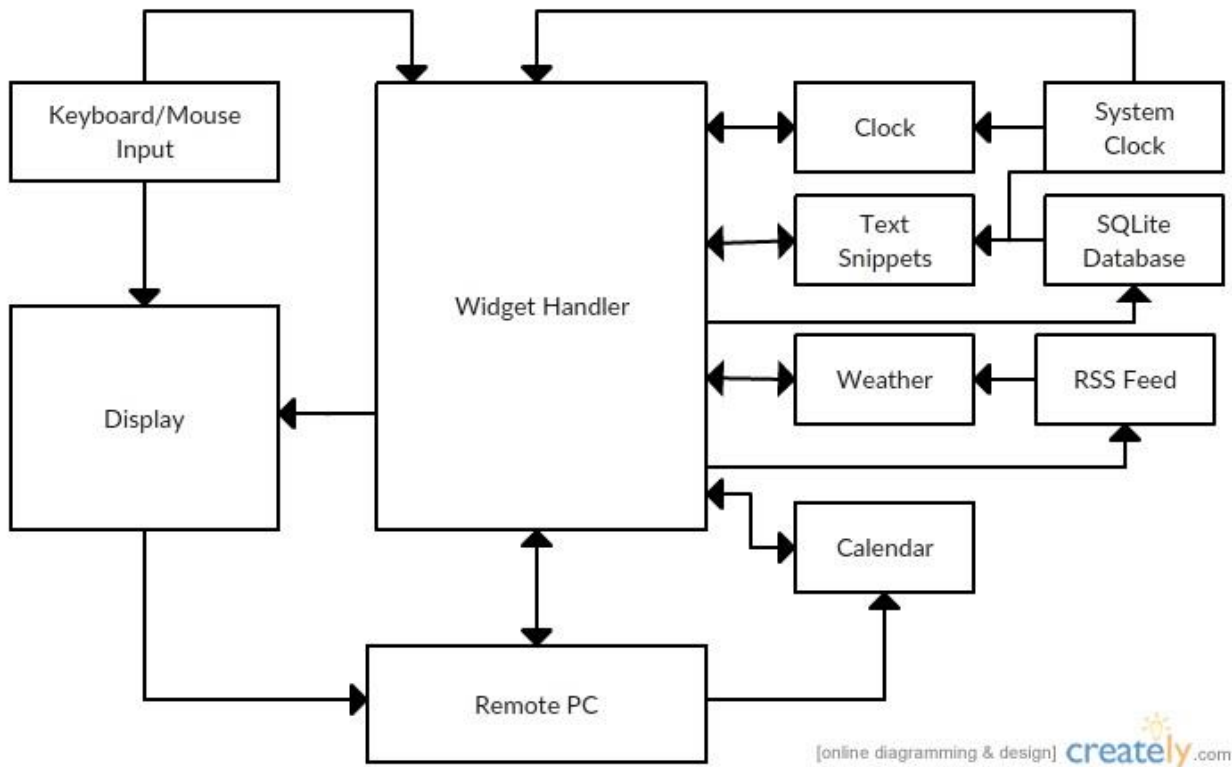 Keyboard/Mouse
Input
Widget Handler
Clock
System
Clock
Text
Snippets
SQLite
Database
Weather
RSS Feed
Display
Calendar
Remote PC
[online diagramming & design] creately.com